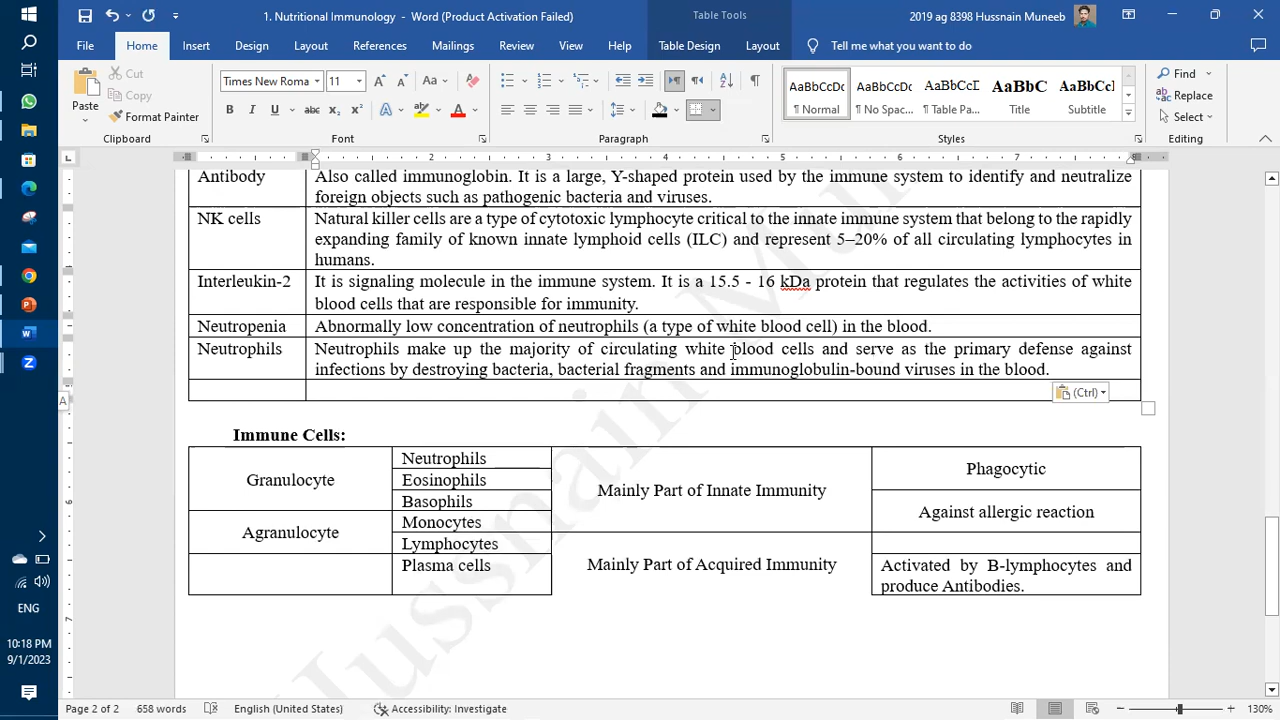 1. Nutritional Immunology - Word (Product Activation Failed)
Table Tools
2019 ag 8398 Hussnain Muneeb
File Home Insert Design Layout References Mailings Review View Help Table Design Layout Tell me what you want to do
Paste
Cut
Copy
Format Painter
Clipboard
Times New Roma 11
Font
Paragraph
AaBbCcDc AaBbCcDc AaBbCcDc AaBbC AaBbCcl
¶ Normal ¶ No Spac... ¶ Table Pa... Title Subtitle
Styles
Find
Replace
Select
Editing
2 3 4 5 6 7 8
Antibody
Also called immunoglobin. It is a large, Y-shaped protein used by the immune system to identify and neutralize
foreign objects such as pathogenic bacteria and viruses.
NK cells
Natural killer cells are a type of cytotoxic lymphocyte critical to the innate immune system that belong to the rapidly
expanding family of known innate lymphoid cells (ILC) and represent 5–20% of all circulating lymphocytes in
humans.
Interleukin-2
It is signaling molecule in the immune system. It is a 15.5 - 16 kDa protein that regulates the activities of white
blood cells that are responsible for immunity.
Neutropenia
Abnormally low concentration of neutrophils (a type of white blood cell) in the blood.
Neutrophils
Neutrophils make up the majority of circulating white blood cells and serve as the primary defense against
infections by destroying bacteria, bacterial fragments and immunoglobulin-bound viruses in the blood.
(Ctrl)
Immune Cells:
Granulocyte
Neutrophils
Eosinophils
Basophils
Mainly Part of Innate Immunity
Phagocytic
Against allergic reaction
Agranulocyte
Monocytes
Lymphocytes
Plasma cells
Mainly Part of Acquired Immunity
Activated by B-lymphocytes and
produce Antibodies.
Hussnain Mun
ENG
10:18 PM
9/1/2023
Page 2 of 2 658 words English (United States) Accessibility: Investigate 130%